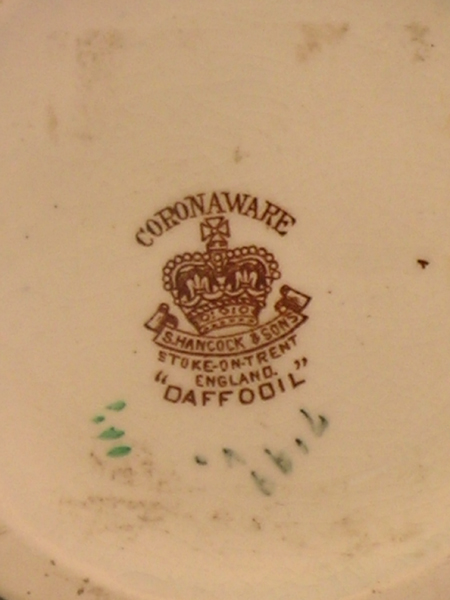 CORONAWARE
S. HANCOCK & SONS
STOKE-ON-TRENT
ENGLAND.
"DAFFODIL"